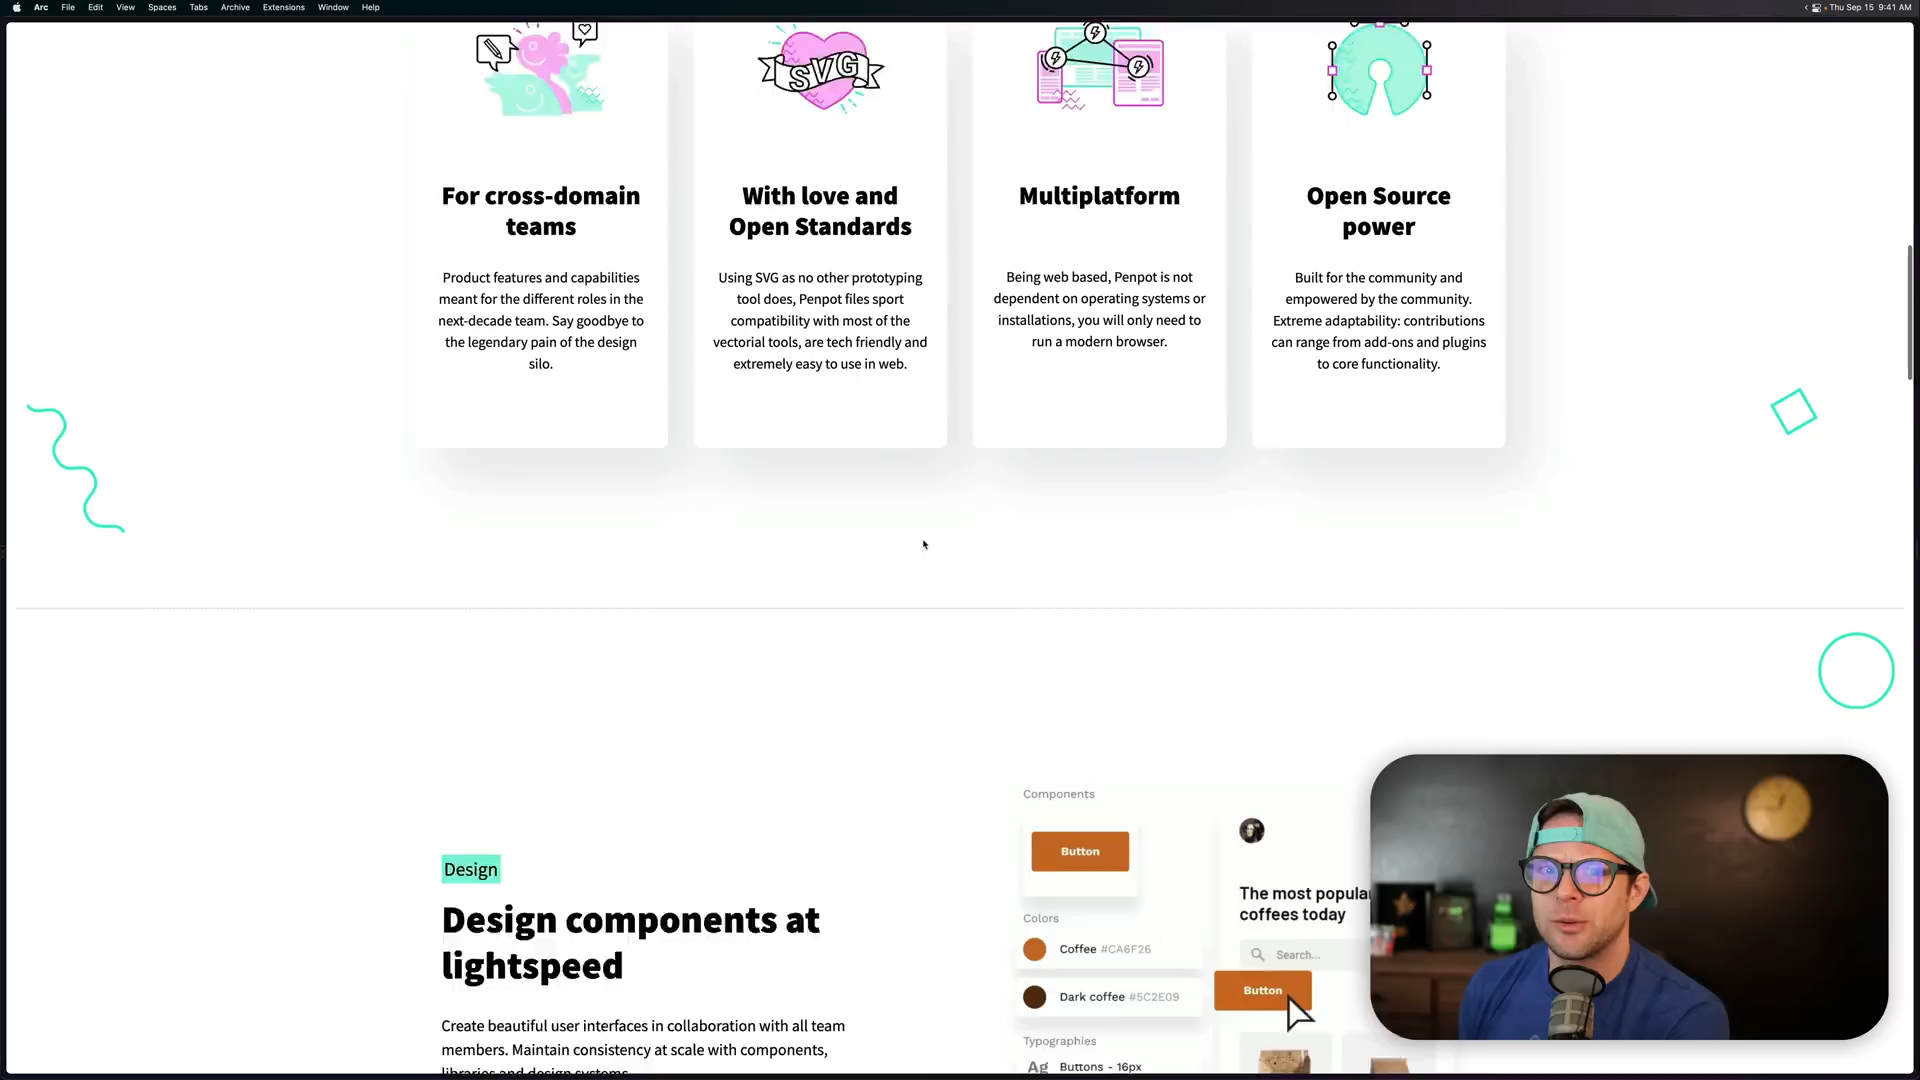 Arc File Edit View Spaces Tabs Archive Extensions Window Help
Thu Sep 15 9:41 AM
SVG
For cross-domain
teams
Product features and capabilities
meant for the different roles in the
next-decade team. Say goodbye to
the legendary pain of the design
silo.
With love and
Open Standards
Using SVG as no other prototyping
tool does, Penpot files sport
compatibility with most of the
vectorial tools, are tech friendly and
extremely easy to use in web.
Multiplatform
Being web based, Penpot is not
dependent on operating systems or
installations, you will only need to
run a modern browser.
Open Source
power
Built for the community and
empowered by the community.
Extreme adaptability: contributions
can range from add-ons and plugins
to core functionality.
Design
Design components at
lightspeed
Create beautiful user interfaces in collaboration with all team
members. Maintain consistency at scale with components,
libraries and design systems.
Components
Button
Colors
Coffee #CA6F26
Dark coffee #5C2E09
Typographies
Ag Buttons - 16px
The most popula
coffees today
Search...
Button